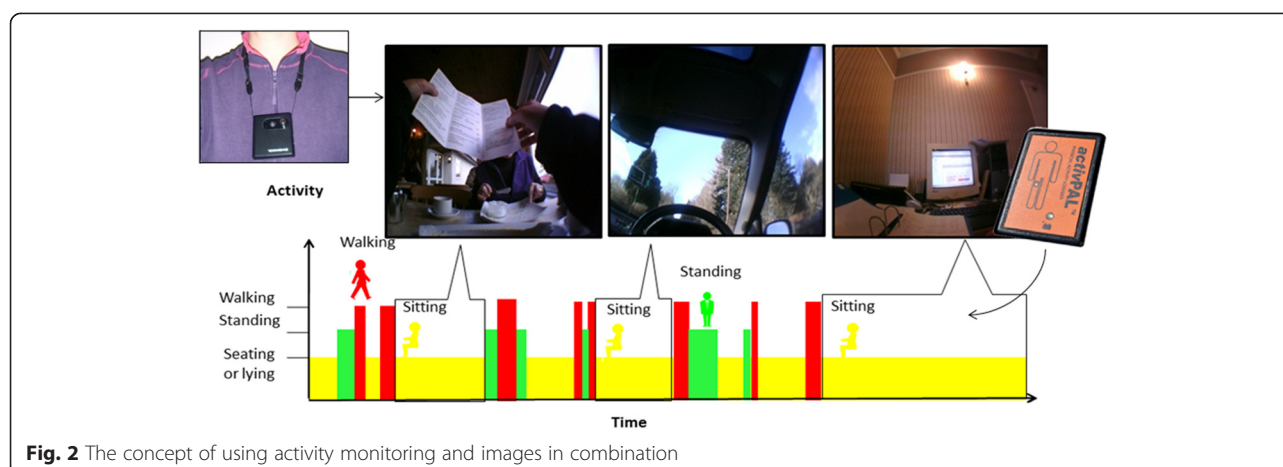 Activity
Walking
Walking
Standing
Seating
or lying
Sitting
Sitting
Standing
Sitting
activPAL
Time
Fig. 2 The concept of using activity monitoring and images in combination